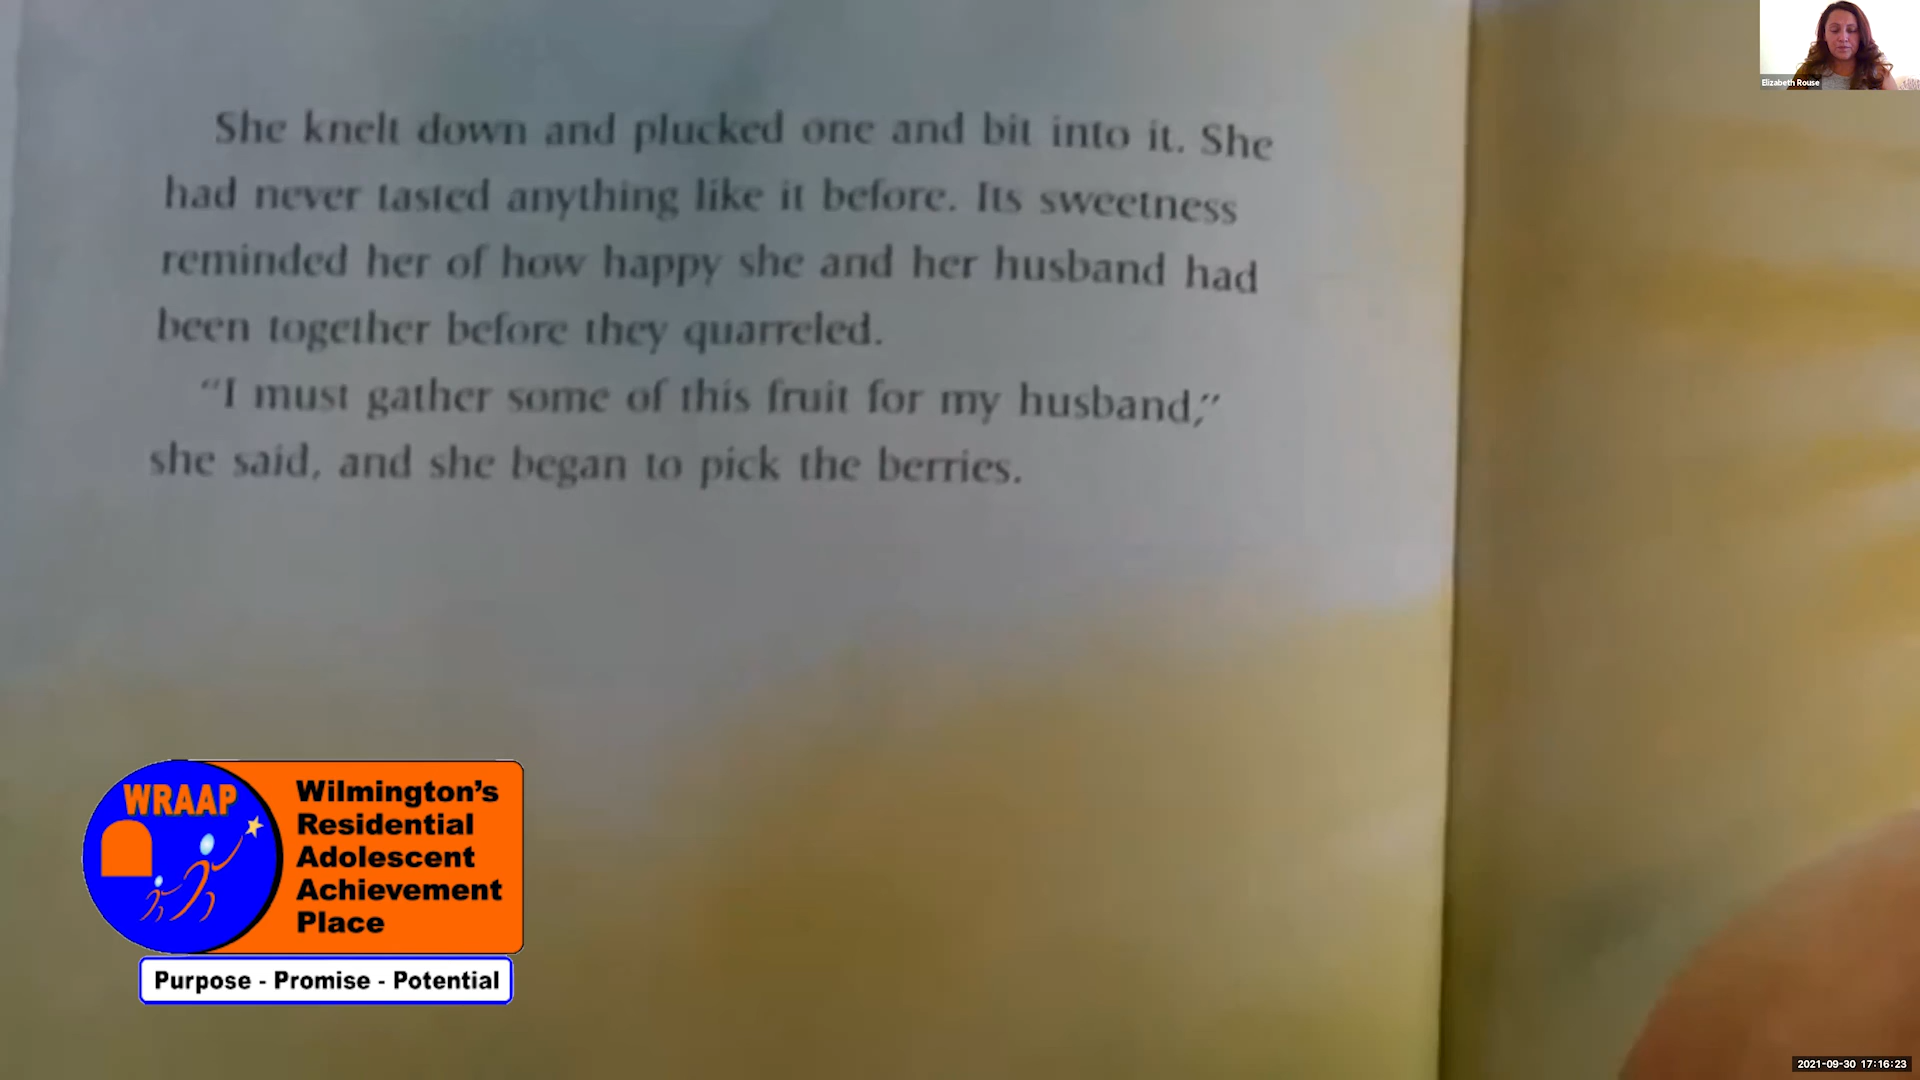 Elizabeth Rouse
She knelt down and plucked one and bit into it. She
had never tasted anything like it before. Its sweetness
reminded her of how happy she and her husband had
been together before they quarreled.
“I must gather some of this fruit for my husband,”
she said, and she began to pick the berries.
WRAAP
Wilmington’s
Residential
Adolescent
Achievement
Place
Purpose - Promise - Potential
2021-09-30 17:16:23